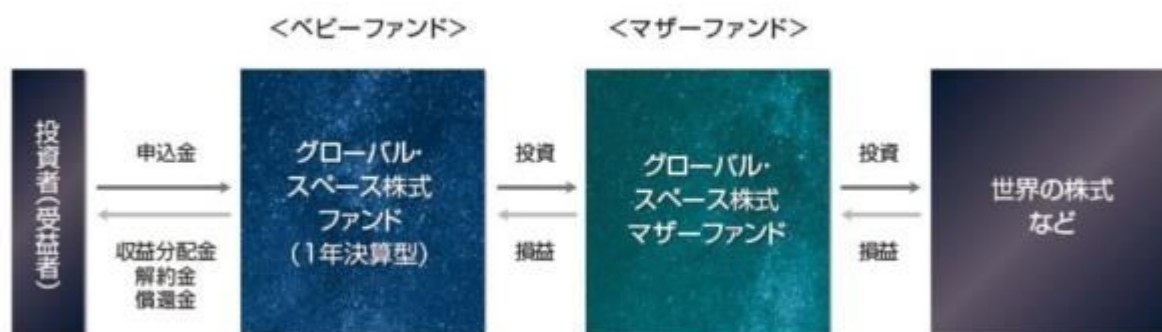 <ベビーファンド>
<マザーファンド>
投資者(受益者)
申込金
収益分配金
解約金
償還金
グローバル・
スペース株式
ファンド
(1年決算型)
投資
損益
グローバル・
スペース株式
マザーファンド
投資
損益
世界の株式
など